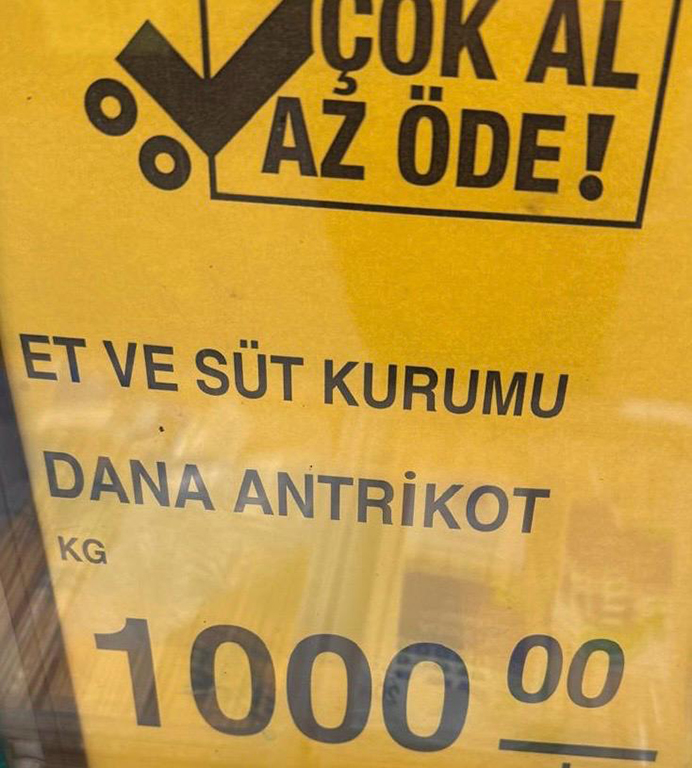 ÇOK AL
AZ ÖDE!
ET VE SÜT KURUMU
DANA ANTRİKOT
KG
1000 00